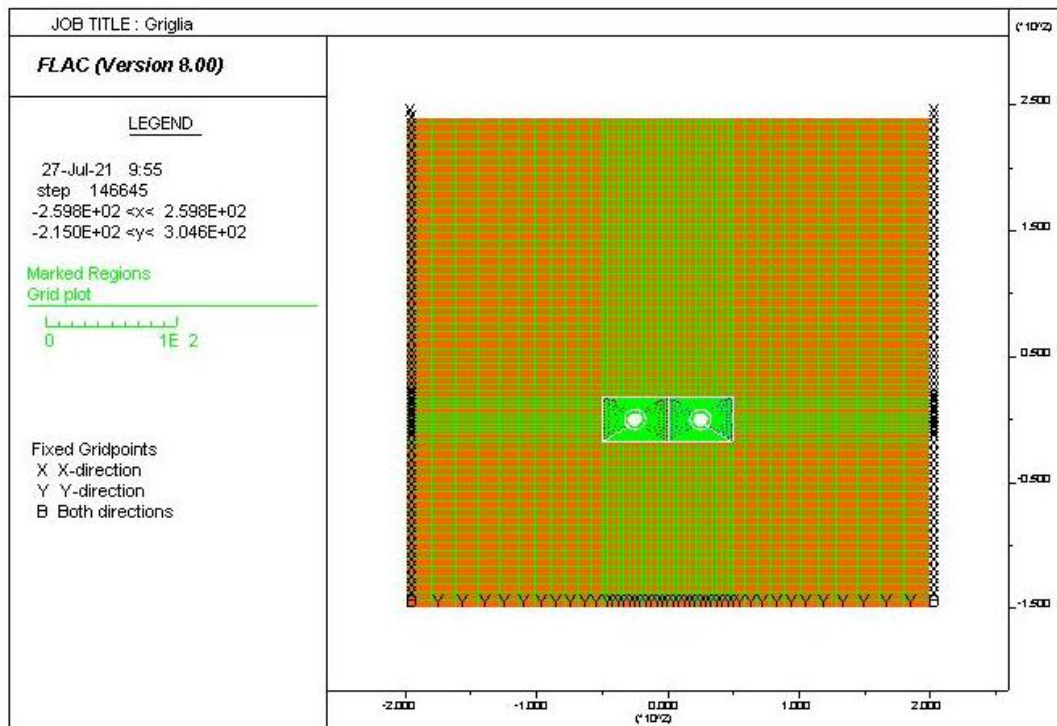 JOB TITLE : Griglia
(*10^2)
FLAC (Version 8.00)
LEGEND
27-Jul-21 9:55
step 146645
-2.598E+02 <x< 2.598E+02
-2.150E+02 <y< 3.046E+02
Marked Regions
Grid plot
0 1E 2
Fixed Gridpoints
X X-direction
Y Y-direction
B Both directions
2.500
1.500
0.500
-0.500
-1.500
-2.000 -1.000 0.000 1.000 2.000
(*10^2)